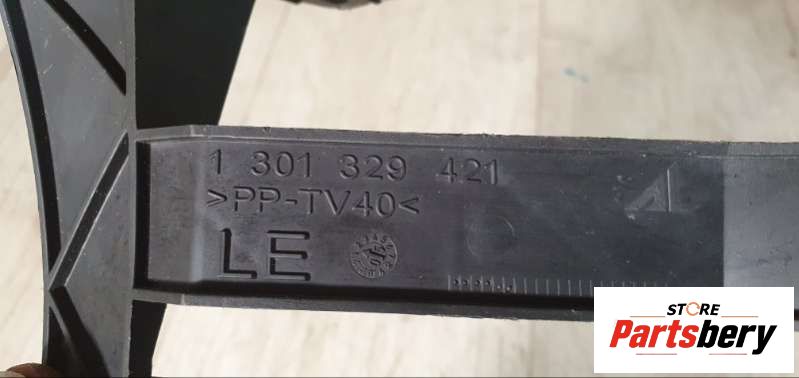 1 301 329 421
>PP-TV40<
LE
STORE
Partsbery